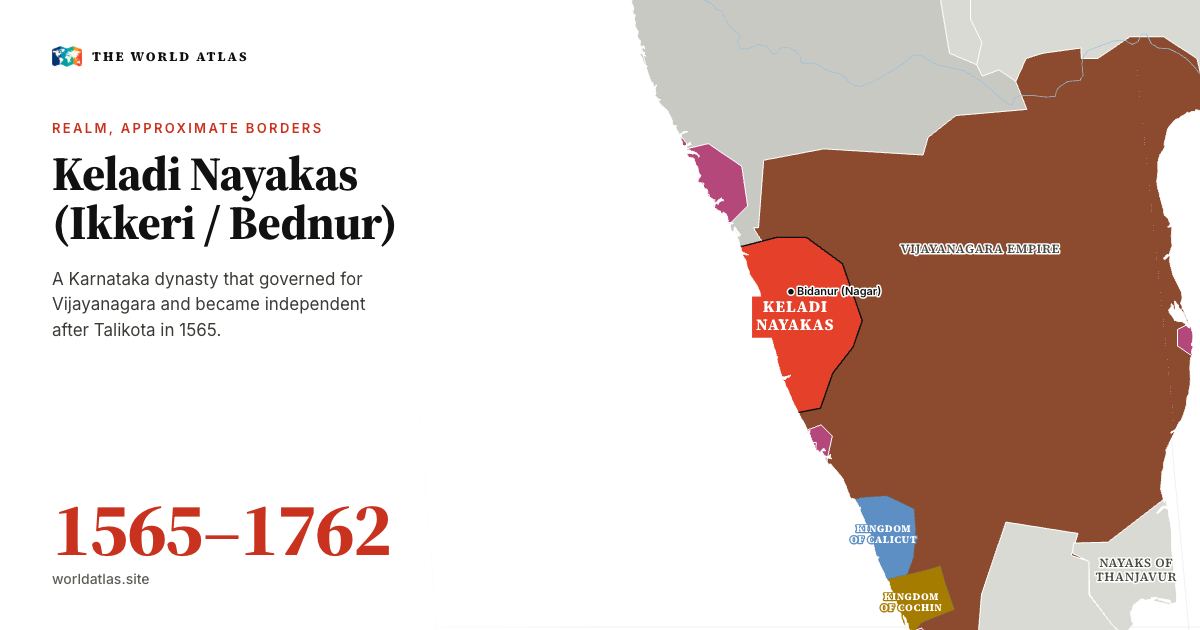 THE WORLD ATLAS
REALM, APPROXIMATE BORDERS
Keladi Nayakas
(Ikkeri / Bednur)
A Karnataka dynasty that governed for
Vijayanagara and became independent
after Talikota in 1565.
1565–1762
worldatlas.site
VIJAYANAGARA EMPIRE
Bidanur (Nagar)
KELADI
NAYAKAS
KINGDOM
OF CALICUT
KINGDOM
OF COCHIN
NAYAKS OF
THANJAVUR